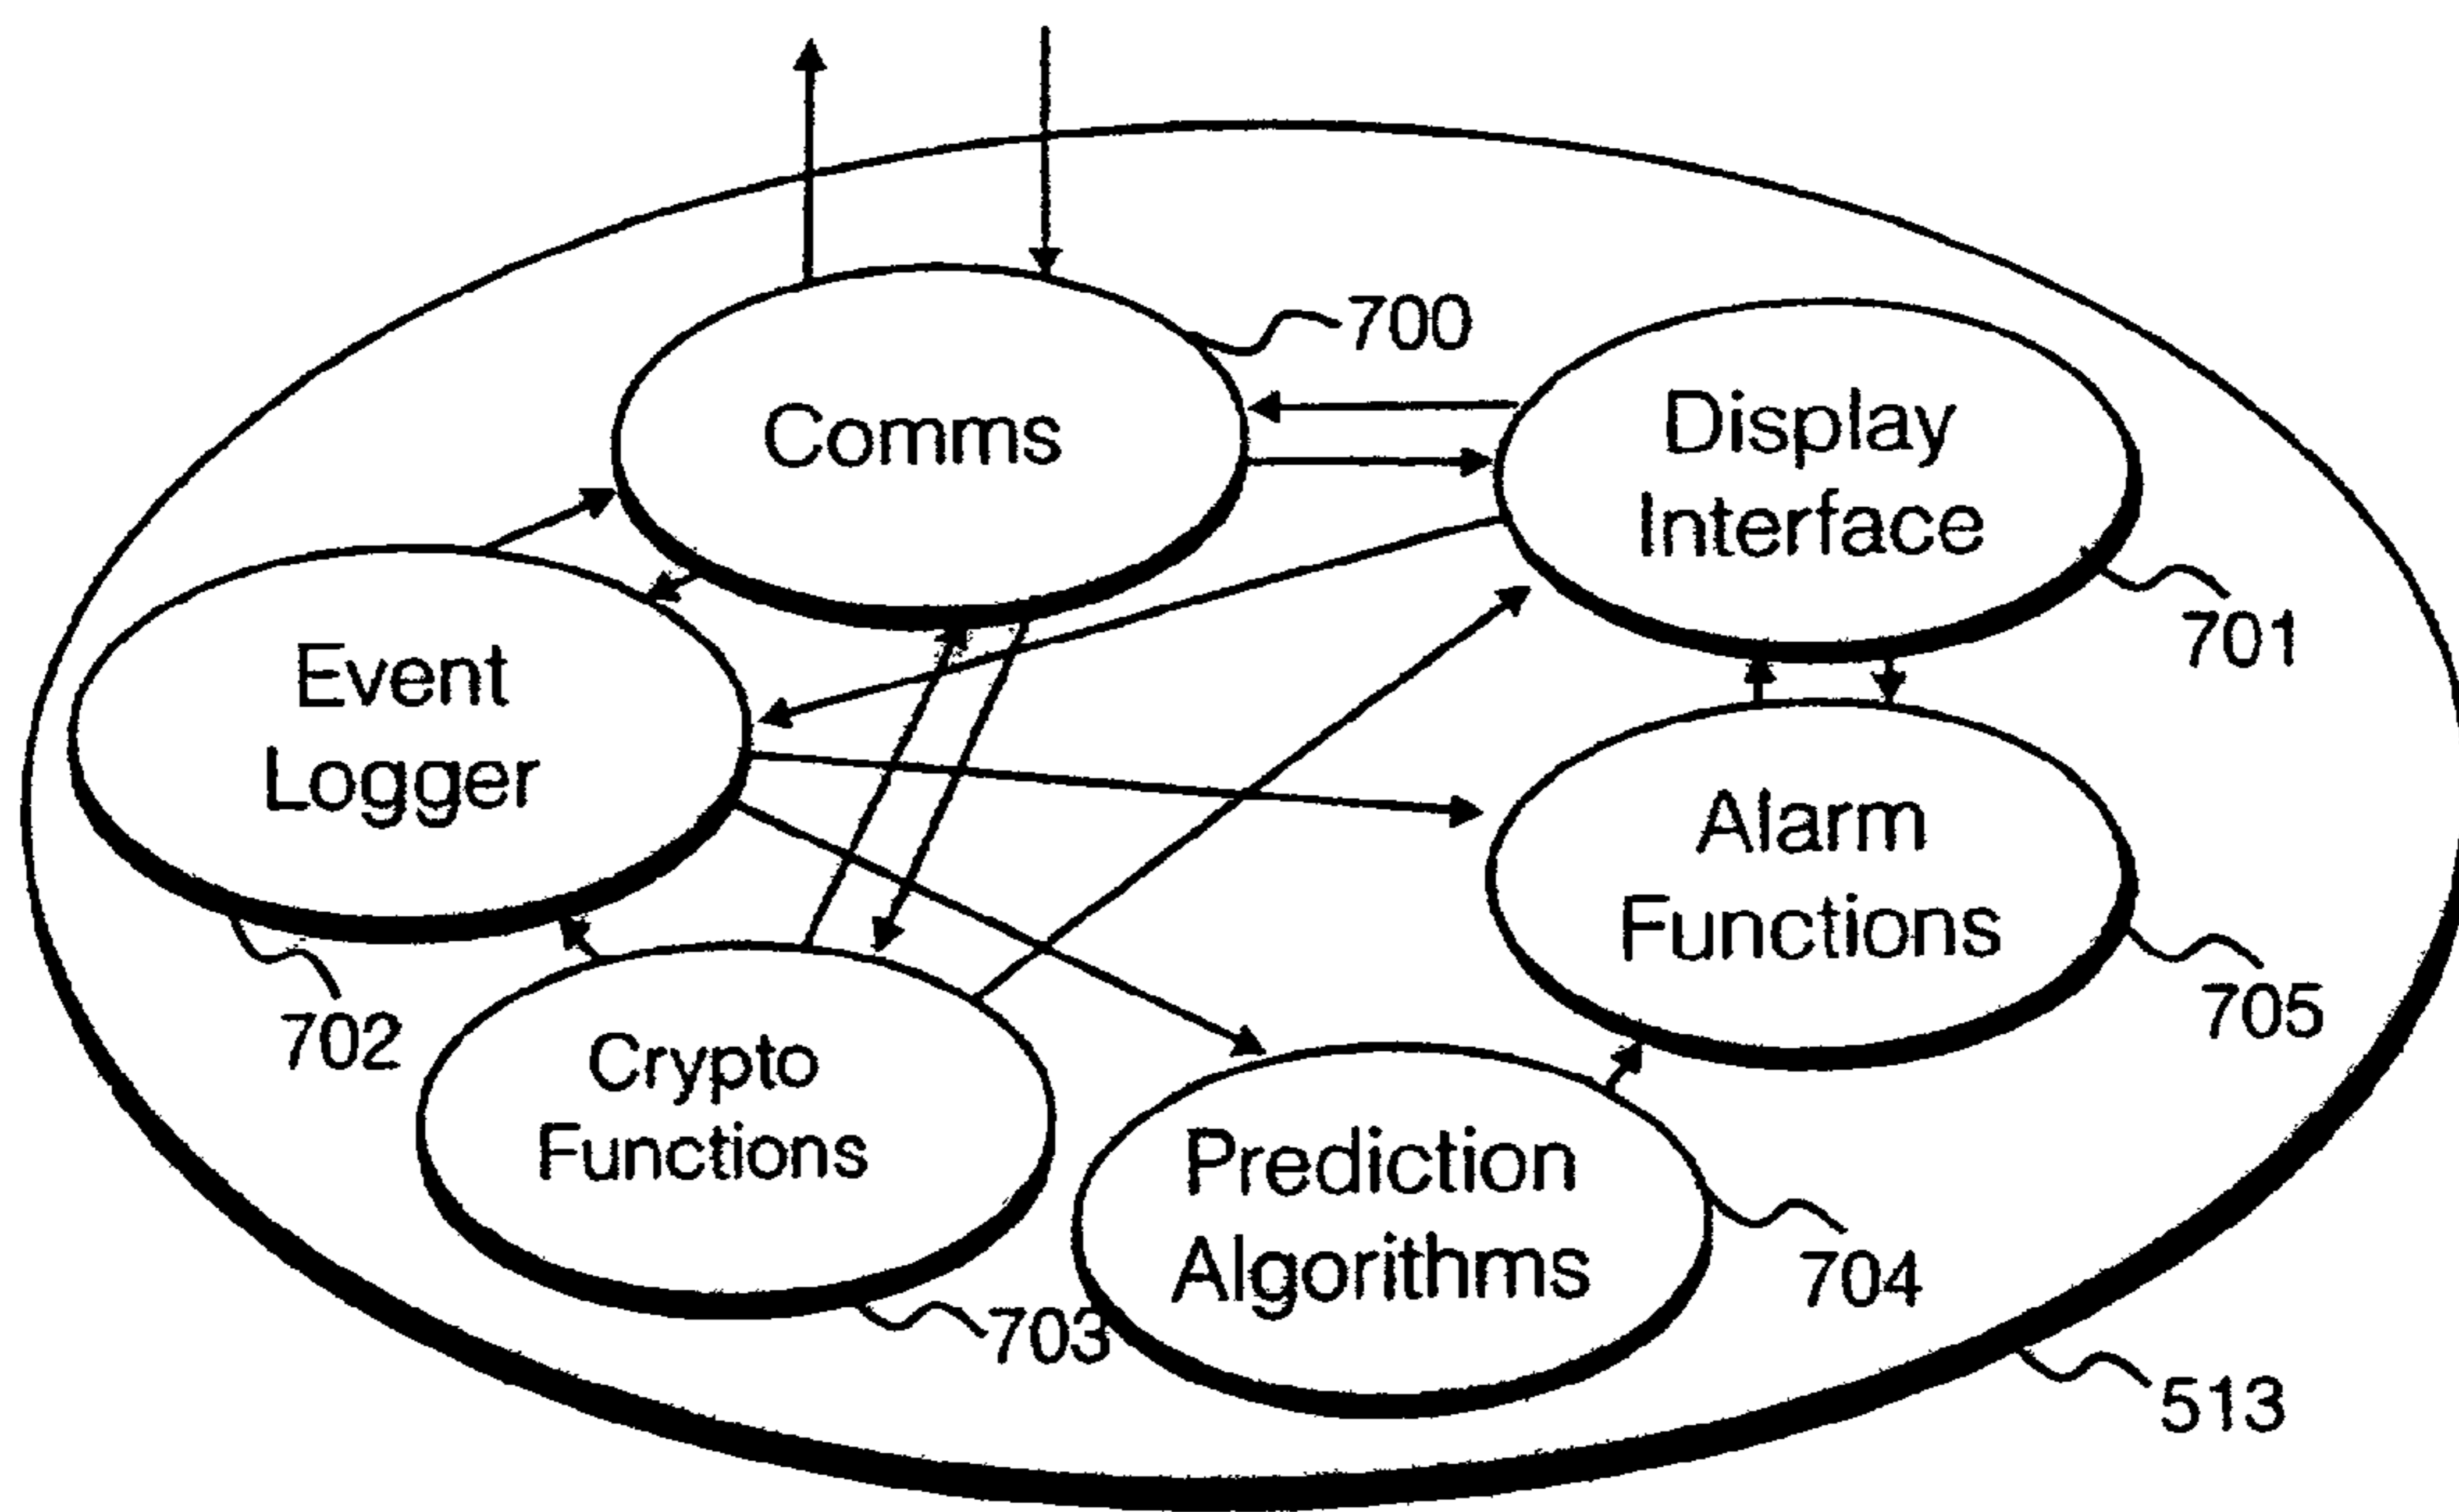 700
Comms
Display
Interface
701
Event
Logger
702
Alarm
Functions
705
Crypto
Functions
703
Prediction
Algorithms
704
513